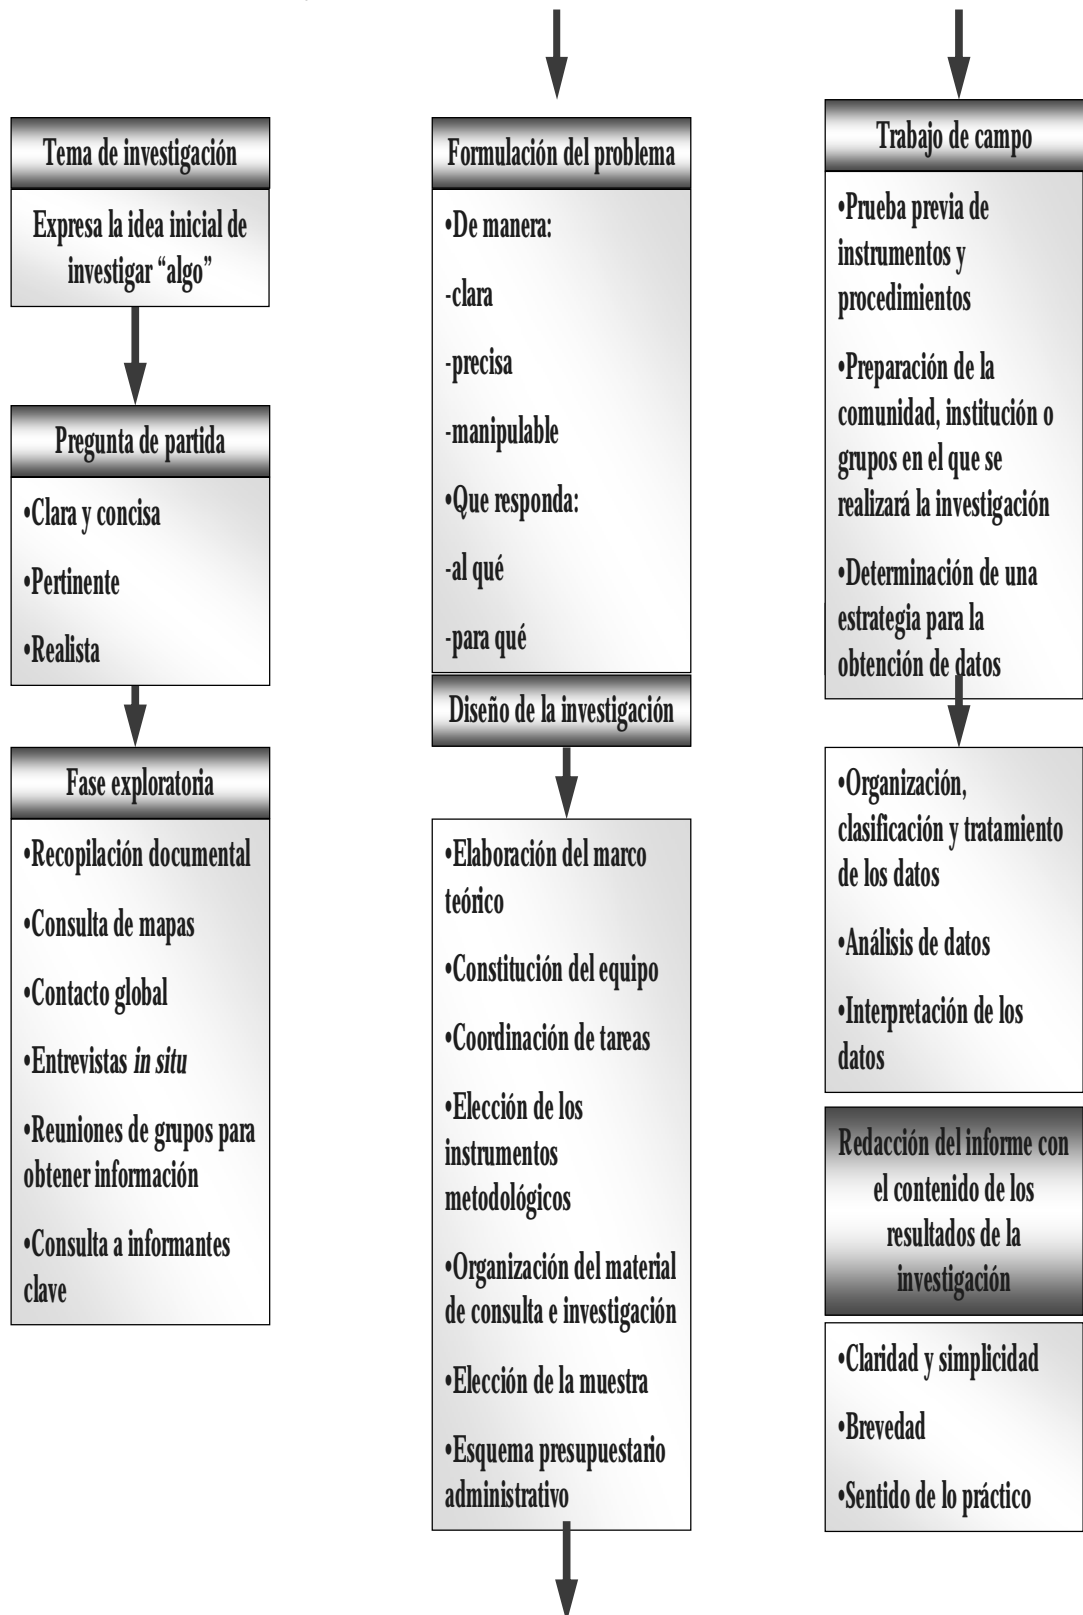 Tema de investigación
Expresa la idea inicial de
investigar “algo”
Pregunta de partida
•Clara y concisa
•Pertinente
•Realista
Fase exploratoria
•Recopilación documental
•Consulta de mapas
•Contacto global
•Entrevistas in situ
•Reuniones de grupos para
obtener información
•Consulta a informantes
clave
Formulación del problema
•De manera:
-clara
-precisa
-manipulable
•Que responda:
-al qué
-para qué
Diseño de la investigación
•Elaboración del marco
teórico
•Constitución del equipo
•Coordinación de tareas
•Elección de los
instrumentos
metodológicos
•Organización del material
de consulta e investigación
•Elección de la muestra
•Esquema presupuestario
administrativo
Trabajo de campo
•Prueba previa de
instrumentos y
procedimientos
•Preparación de la
comunidad, institución o
grupos en el que se
realizará la investigación
•Determinación de una
estrategia para la
obtención de datos
•Organización,
clasificación y tratamiento
de los datos
•Análisis de datos
•Interpretación de los
datos
Redacción del informe con
el contenido de los
resultados de la
investigación
•Claridad y simplicidad
•Brevedad
•Sentido de lo práctico